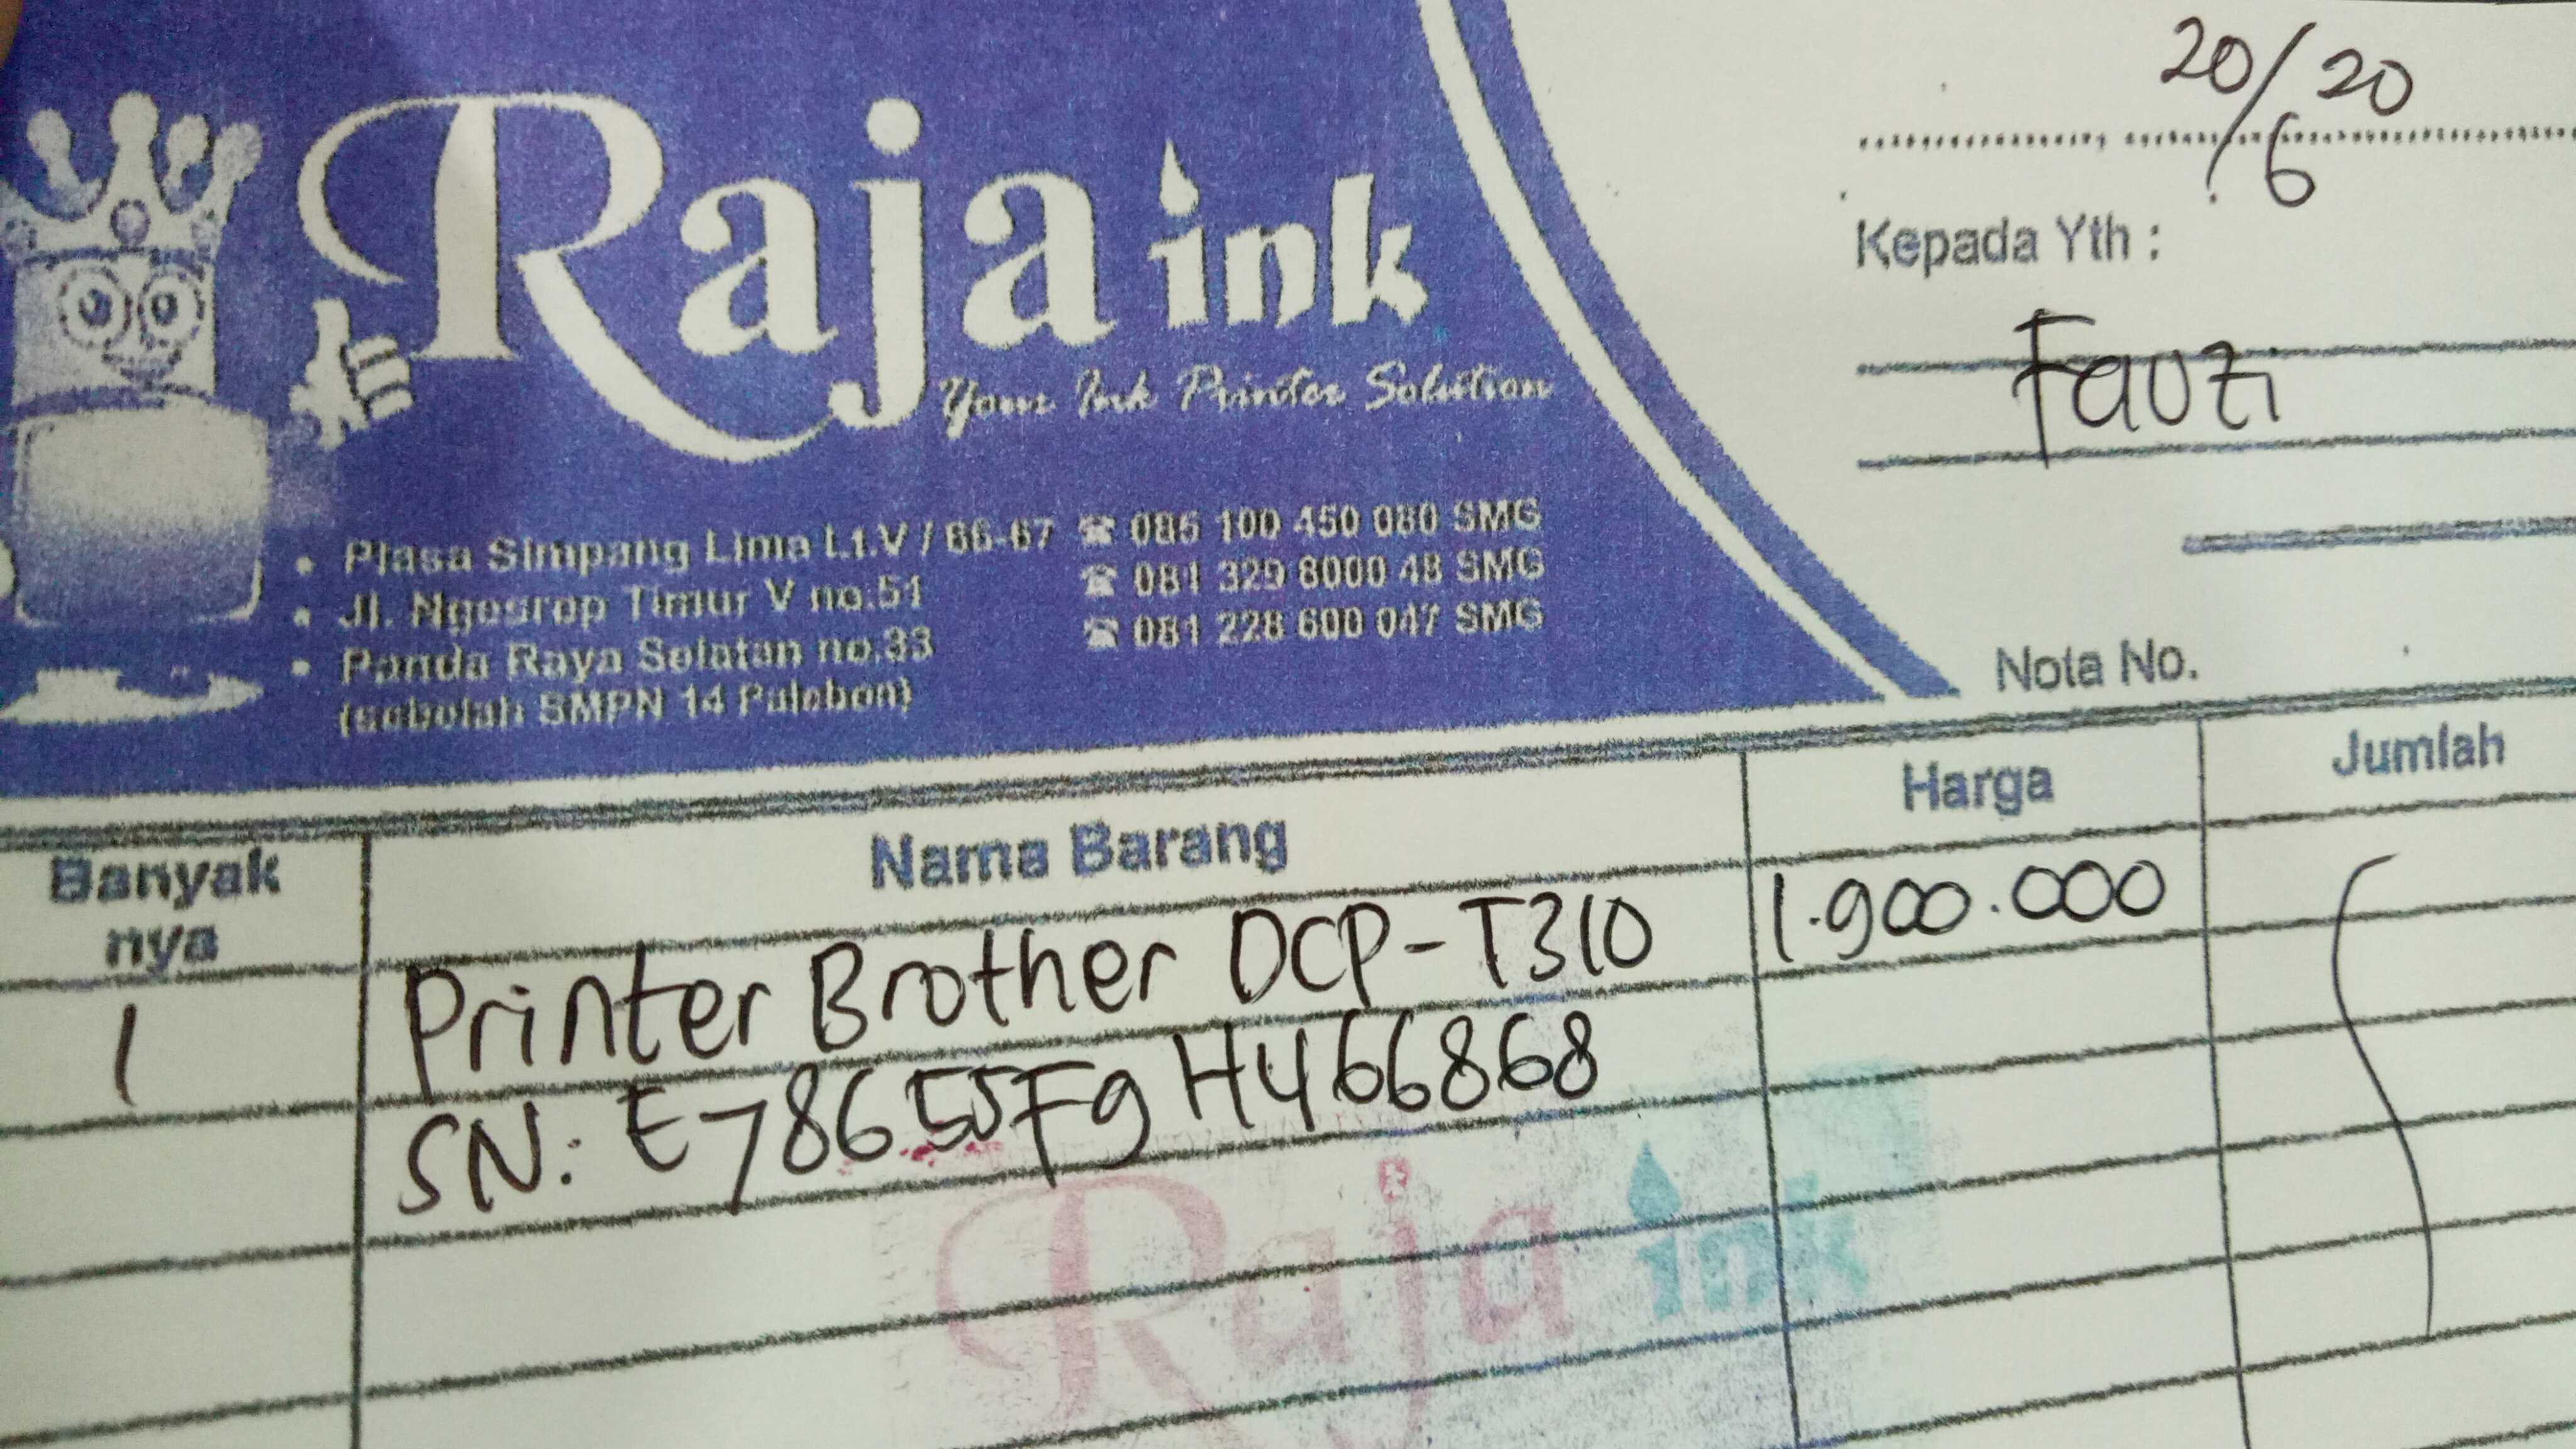 Raja ink
Your Ink Printer Solution
• Plasa Simpang Lima Lt.V / 66-67 ☎ 085 100 450 080 SMG
• Jl. Ngesrep Timur V no.51 ☎ 081 329 8000 48 SMG
• Panda Raya Selatan no.33 ☎ 081 228 600 047 SMG
(sebelah SMPN 14 Palebon)
20/6 20
Kepada Yth :
Fauzi
Nota No.
Banyak nya Nama Barang Harga Jumlah
1 Printer Brother DCP-T310 1.900.000
SN: E78655F9H466868
Raja ink